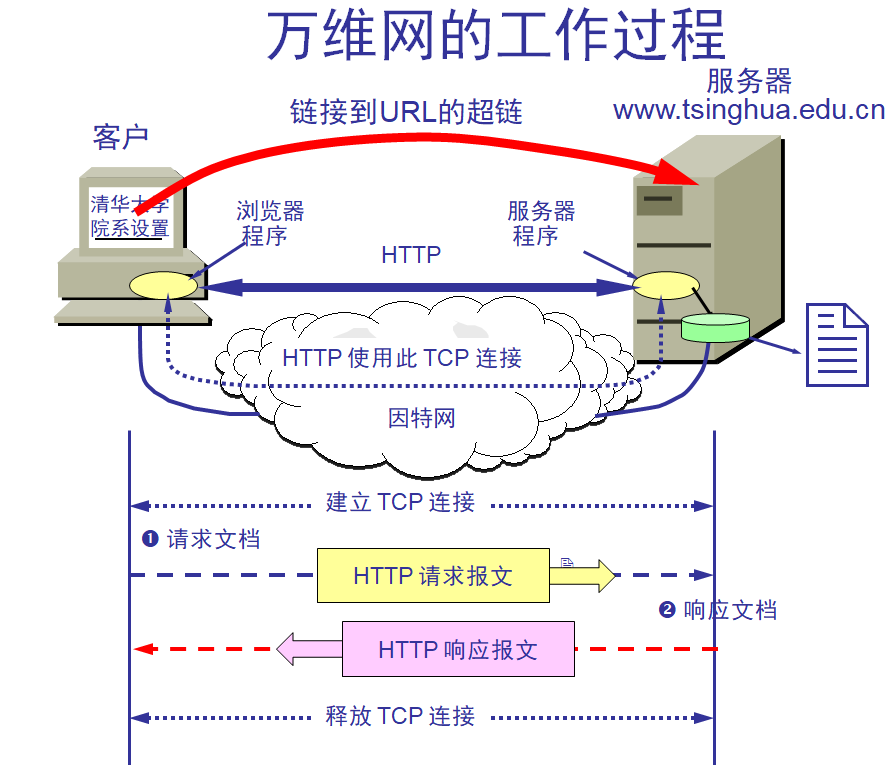 万维网的工作过程
服务器
www.tsinghua.edu.cn
链接到URL的超链
客户
清华大学
院系设置
浏览器
程序
服务器
程序
HTTP
HTTP 使用此 TCP 连接
因特网
建立 TCP 连接
❶ 请求文档
HTTP 请求报文
❷ 响应文档
HTTP 响应报文
释放 TCP 连接